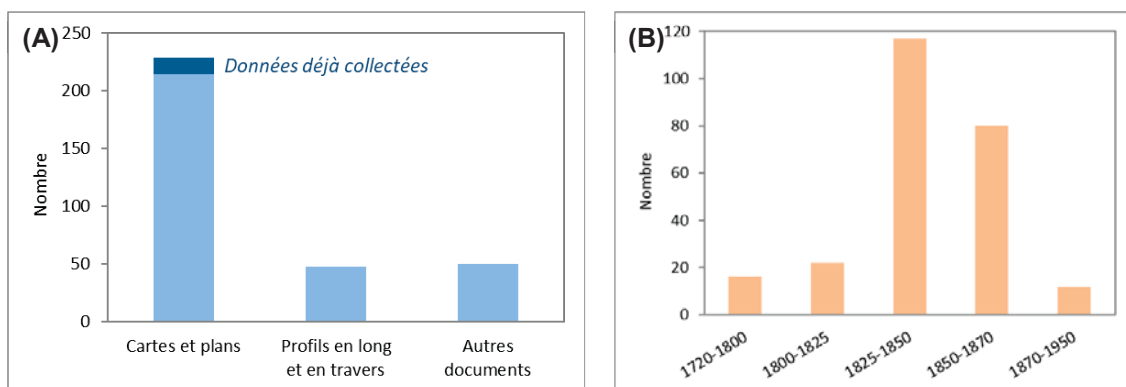 (A)
250
200
150
100
50
0
Nombre
Données déjà collectées
Cartes et plans
Profils en long
et en travers
Autres
documents
(B)
120
100
80
60
40
20
0
Nombre
1720-1800
1800-1825
1825-1850
1850-1870
1870-1950